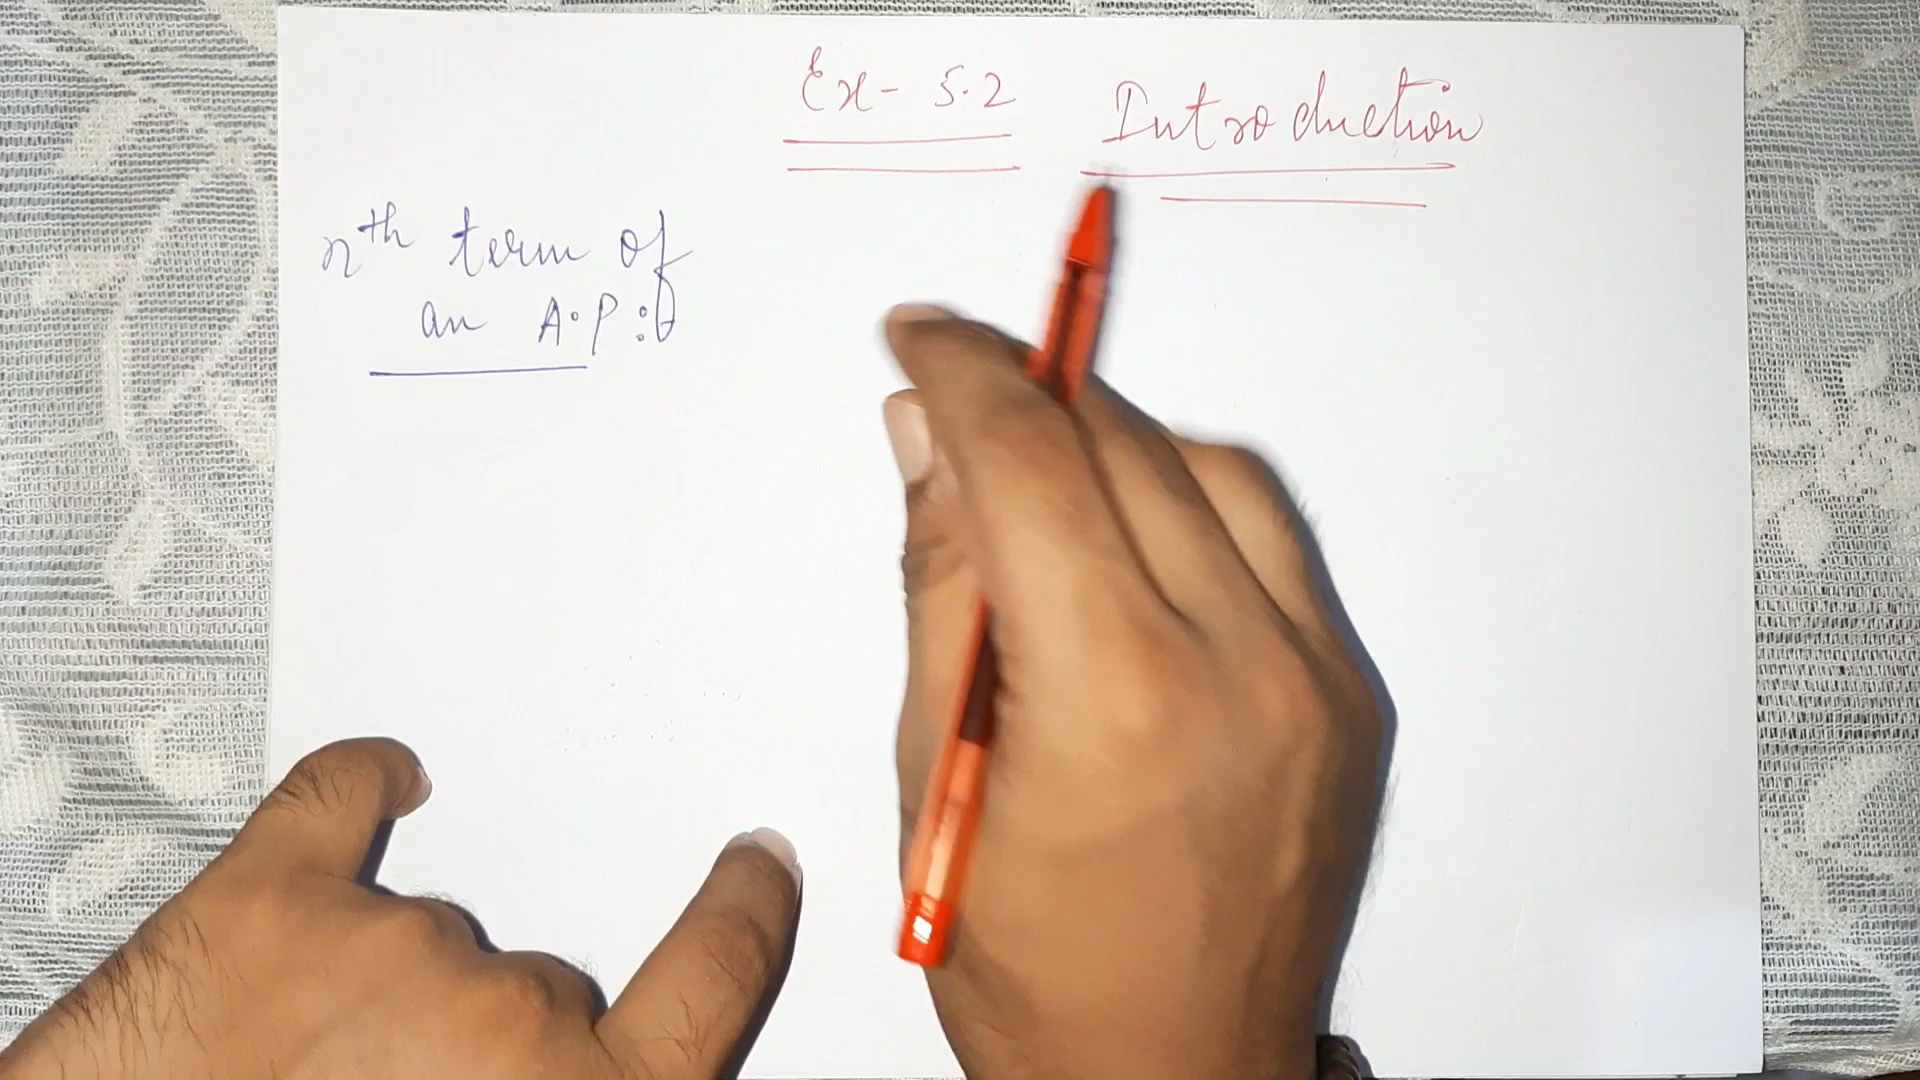 Ex- 5.2 Introduction
nth term of
an A.P: